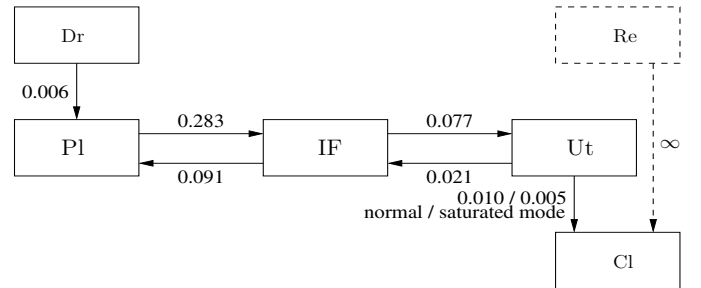 Dr
Re
0.006
0.283
0.077
Pl
IF
Ut
∞
0.091
0.021
0.010 / 0.005
normal / saturated mode
Cl